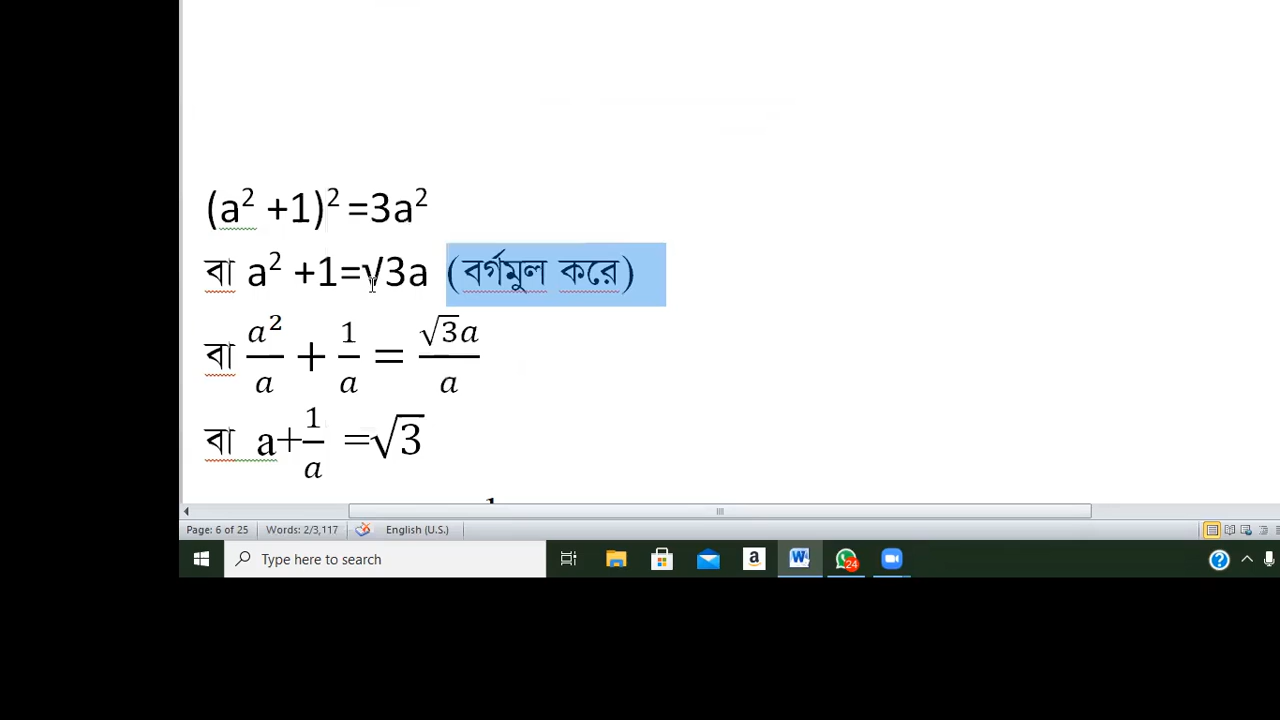 (a² +1)² =3a²
বা a² +1=√3a (বর্গমুল করে)
বা a²/a + 1/a = √3a/a
বা a+1/a =√3
Page: 6 of 25 Words: 2/3,117 English (U.S.)
Type here to search a W 24 ?